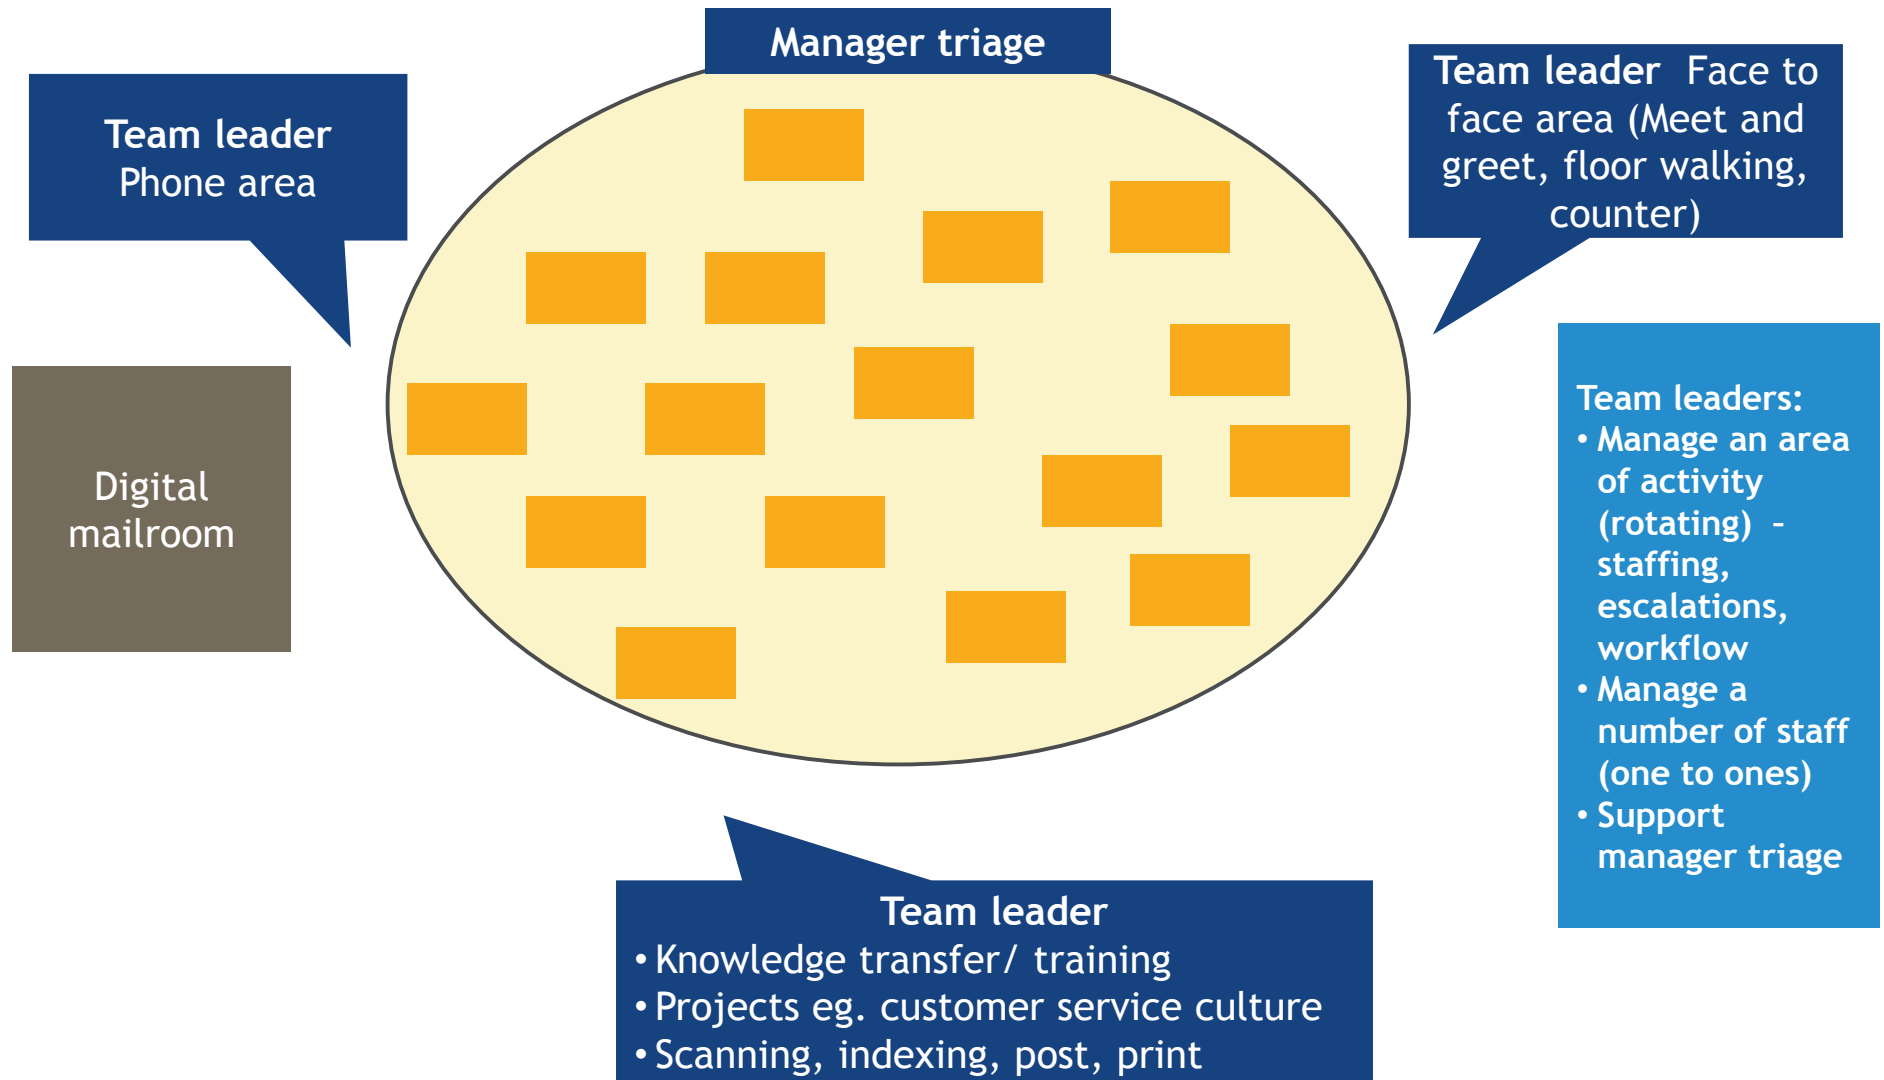 Manager triage
Team leader
Phone area
Team leader  Face to
face area (Meet and
greet, floor walking,
counter)
Digital
mailroom
Team leaders:
• Manage an area
of activity
(rotating)  –
staffing,
escalations,
workflow
• Manage a
number of staff
(one to ones)
• Support
manager triage
Team leader
• Knowledge transfer/ training
• Projects eg. customer service culture
• Scanning, indexing, post, print